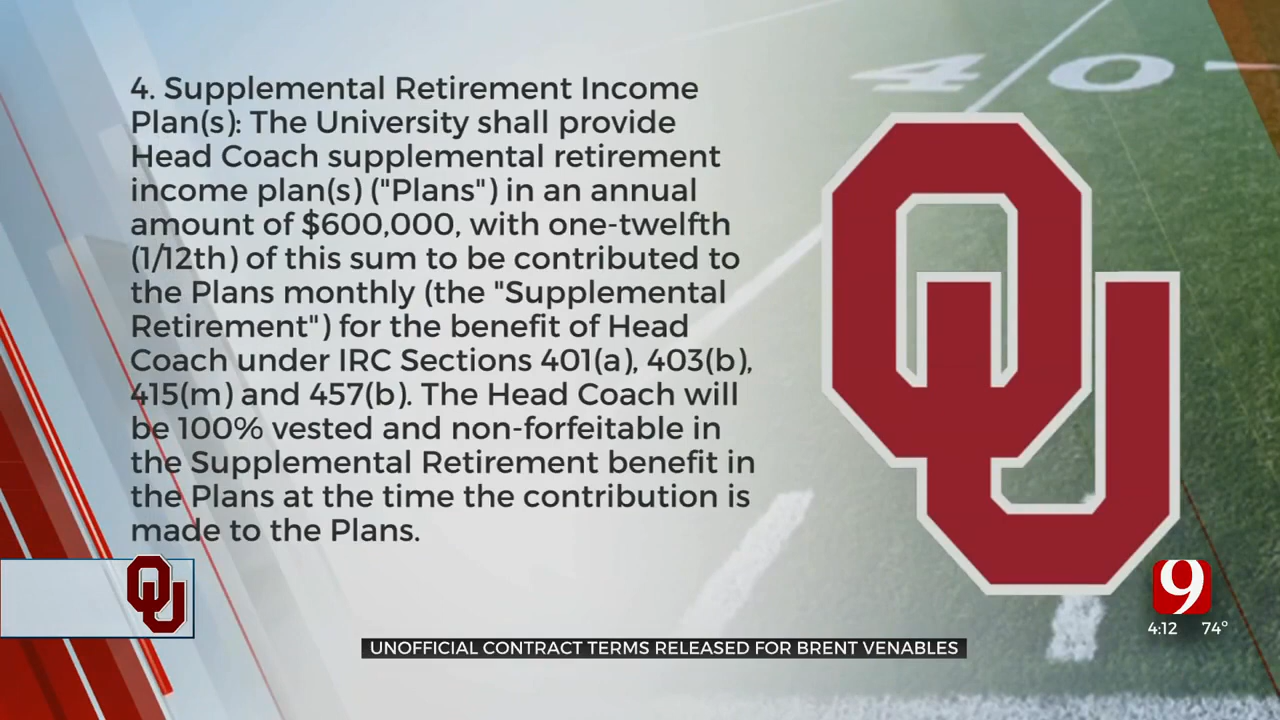 4. Supplemental Retirement Income
Plan(s): The University shall provide
Head Coach supplemental retirement
income plan(s) ("Plans") in an annual
amount of $600,000, with one-twelfth
(1/12th) of this sum to be contributed to
the Plans monthly (the "Supplemental
Retirement") for the benefit of Head
Coach under IRC Sections 401(a), 403(b),
415(m) and 457(b). The Head Coach will
be 100% vested and non-forfeitable in
the Supplemental Retirement benefit in
the Plans at the time the contribution is
made to the Plans.
4 0
OU
OU
9
4:12 74°
UNOFFICIAL CONTRACT TERMS RELEASED FOR BRENT VENABLES